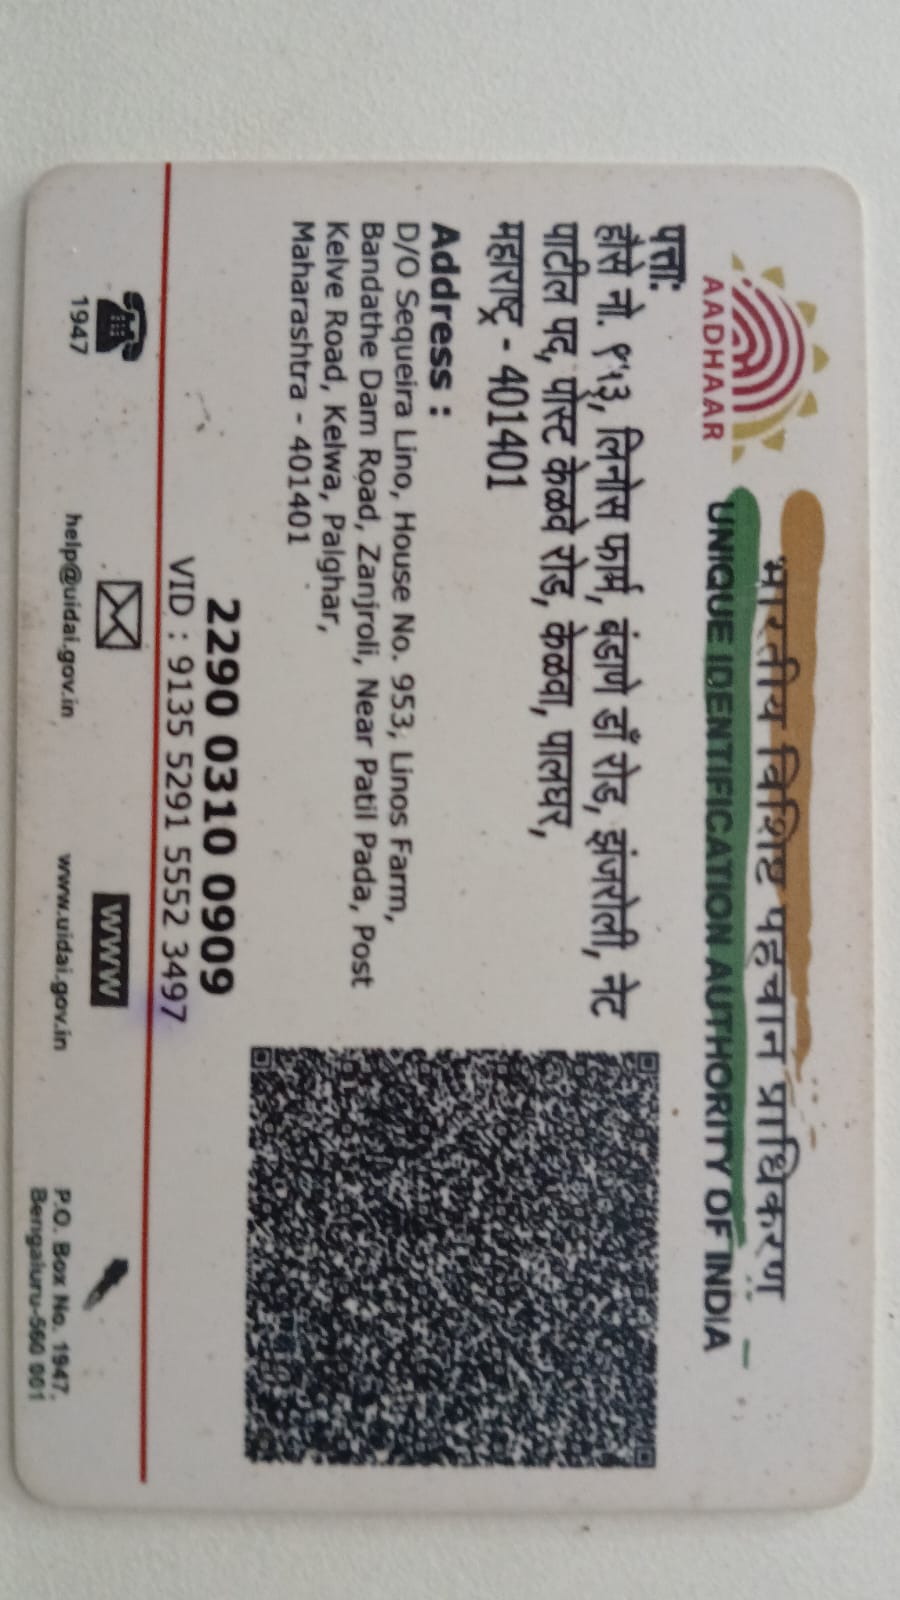 भारतीय विशिष्ट पहचान प्राधिकरण
UNIQUE IDENTIFICATION AUTHORITY OF INDIA
AADHAAR
पत्ता:
हौसे नो. ९५३, लिनोस फार्म, बंडाणे डॉं रोड, झंजरोली, नेट
पाटील पद, पोस्ट केळवे रोड, केळवा, पालघर,
महाराष्ट्र - 401401
Address :
D/O Sequeira Lino, House No. 953, Linos Farm,
Bandathe Dam Road, Zanjroli, Near Patil Pada, Post
Kelve Road, Kelwa, Palghar,
Maharashtra - 401401
2290 0310 0909
VID : 9135 5291 5552 3497
1947
help@uidai.gov.in
www
www.uidai.gov.in
P.O. Box No. 1947,
Bengaluru-560 001